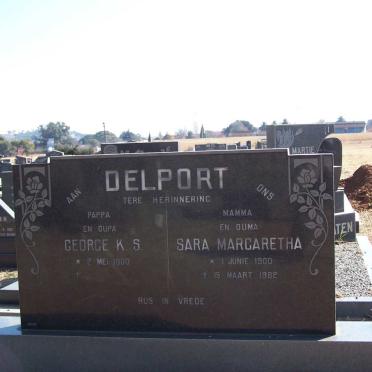 DELPORT
AAN ONS
TERE HERINNERING
PAPPA MAMMA
EN OUPA EN OUMA
GEORGE K. S. SARA MARGARETHA
* 2 MEI 1900 * 1 JUNIE 1900
† † 15 MAART 1982
RUS IN VREDE
MARTIE